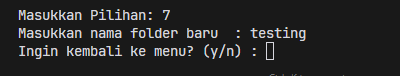 Masukkan Pilihan: 7
Masukkan nama folder baru  : testing
Ingin kembali ke menu? (y/n) :